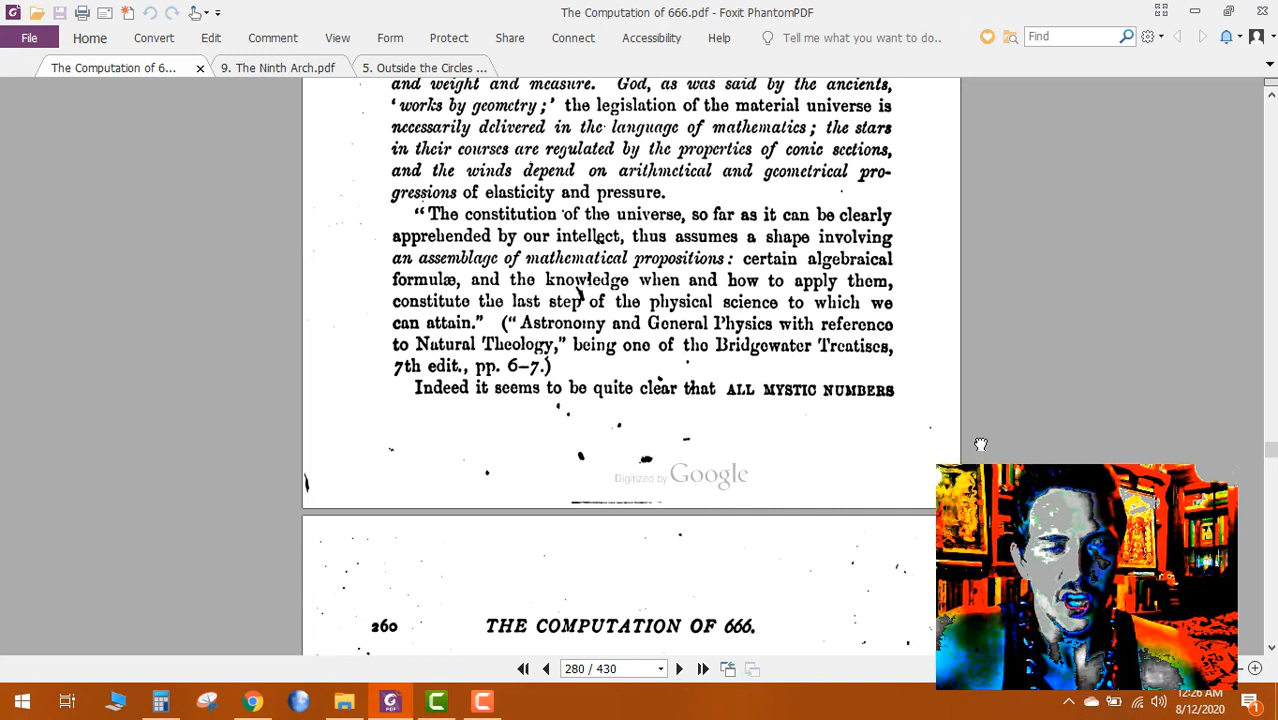 The Computation of 666.pdf - Foxit PhantomPDF
File Home Convert Edit Comment View Form Protect Share Connect Accessibility Help Tell me what you want to do.. Find
The Computation of 6... 9. The Ninth Arch.pdf 5. Outside the Circles ...
and weight and measure. God, as was said by the ancients,
'works by geometry;' the legislation of the material universe is
necessarily delivered in the language of mathematics; the stars
in their courses are regulated by the properties of conic sections,
and the winds depend on arithmetical and geometrical pro-
gressions of elasticity and pressure.
"The constitution of the universe, so far as it can be clearly
apprehended by our intellect, thus assumes a shape involving
an assemblage of mathematical propositions: certain algebraical
formulæ, and the knowledge when and how to apply them,
constitute the last step of the physical science to which we
can attain." ("Astronomy and General Physics with reference
to Natural Theology," being one of the Bridgewater Treatises,
7th edit., pp. 6–7.)
Indeed it seems to be quite clear that ALL MYSTIC NUMBERS
Digitized by Google
260 THE COMPUTATION OF 666.
280 / 430
12:26 AM
8/12/2020